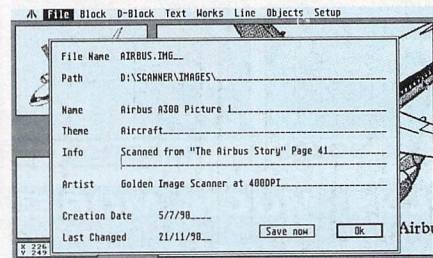 File Block D-Block Text Works Line Objects Setup
File Name AIRBUS.IMG
Path D:\SCANNER\IMAGES\
Name Airbus A300 Picture 1
Theme Aircraft
Info Scanned from "The Airbus Story" Page 41
Artist Golden Image Scanner at 400DPI
Creation Date 5/7/90
Last Changed 21/11/90
Save now Ok
Airbu
X 226
Y 249